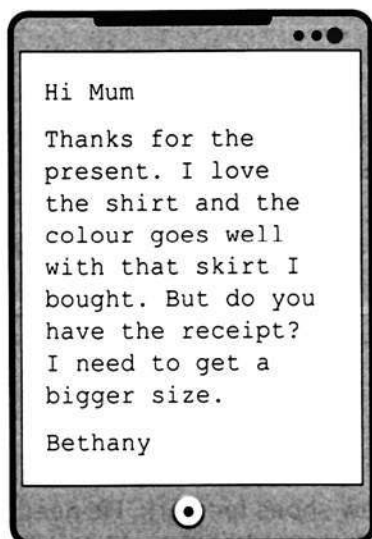 Hi Mum
Thanks for the
present. I love
the shirt and the
colour goes well
with that skirt I
bought. But do you
have the receipt?
I need to get a
bigger size.
Bethany